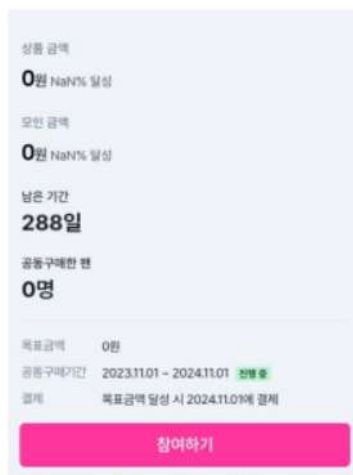 상품 금액
0원 NaN% 달성
모인 금액
0원 NaN% 달성
남은 기간
288일
공동구매한 팬
0명
목표금액 0원
공동구매기간 2023.11.01 ~ 2024.11.01 진행 중
결제 목표금액 달성 시 2024.11.01에 결제
참여하기